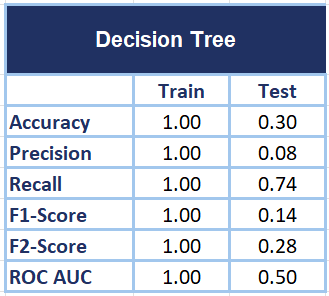 Decision Tree
Train Test
Accuracy 1.00 0.30
Precision 1.00 0.08
Recall 1.00 0.74
F1-Score 1.00 0.14
F2-Score 1.00 0.28
ROC AUC 1.00 0.50